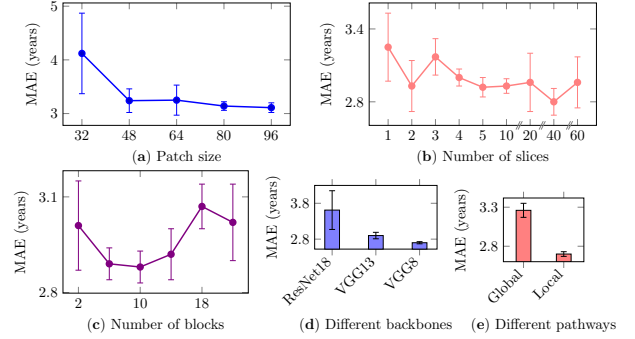 5
3
MAE (years)
32 48 64 80 96
(a) Patch size
3.4
2.8
MAE (years)
1 2 3 4 5 10 20 40 60
(b) Number of slices
3.1
2.8
MAE (years)
2 10 18
(c) Number of blocks
3.8
2.8
MAE (years)
ResNet18 VGG13 VGG8
(d) Different backbones
3.3
2.8
MAE (years)
Global Local
(e) Different pathways